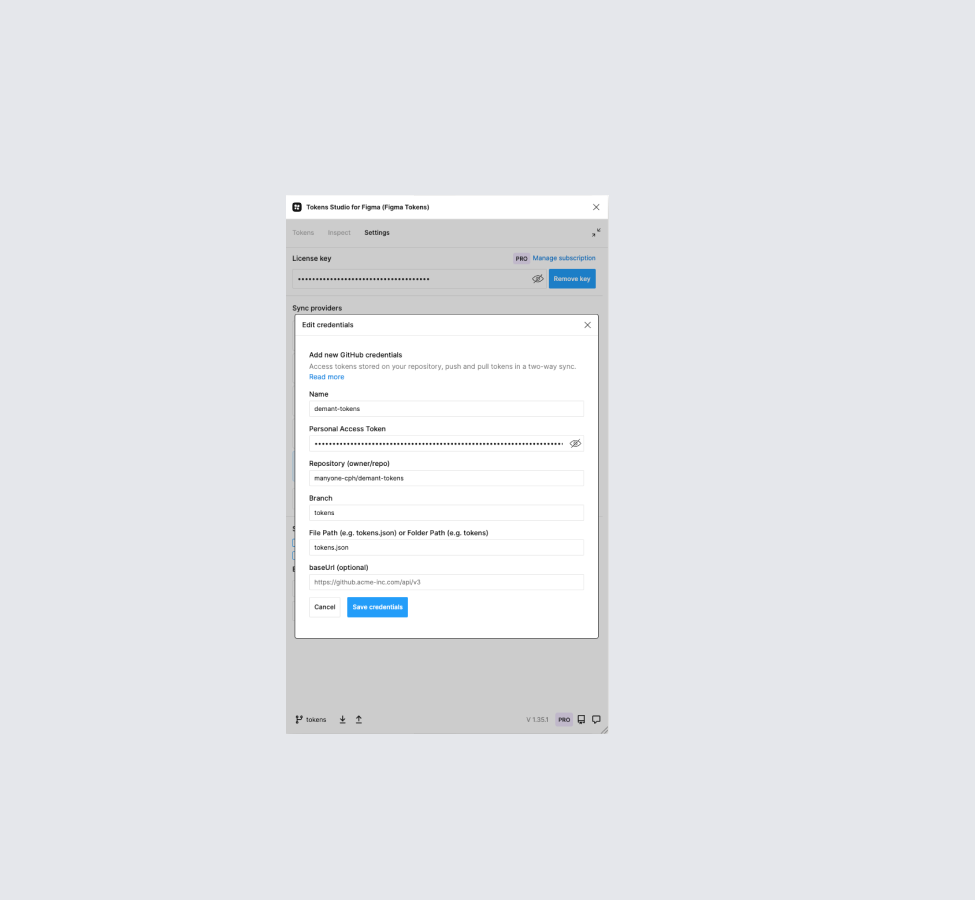 Tokens Studio for Figma (Figma Tokens)
Tokens Inspect Settings
License key PRO Manage subscription
•••••••••••••••••••••••••••••••••••• Remove key
Sync providers
Edit credentials
Add new GitHub credentials
Access tokens stored on your repository, push and pull tokens in a two-way sync.
Read more
Name
demant-tokens
Personal Access Token
Repository (owner/repo)
manyone-cph/demant-tokens
Branch
tokens
File Path (e.g. tokens.json) or Folder Path (e.g. tokens)
tokens.json
baseUrl (optional)
https://github.acme-inc.com/api/v3
Cancel Save credentials
tokens V 1.35.1 PRO